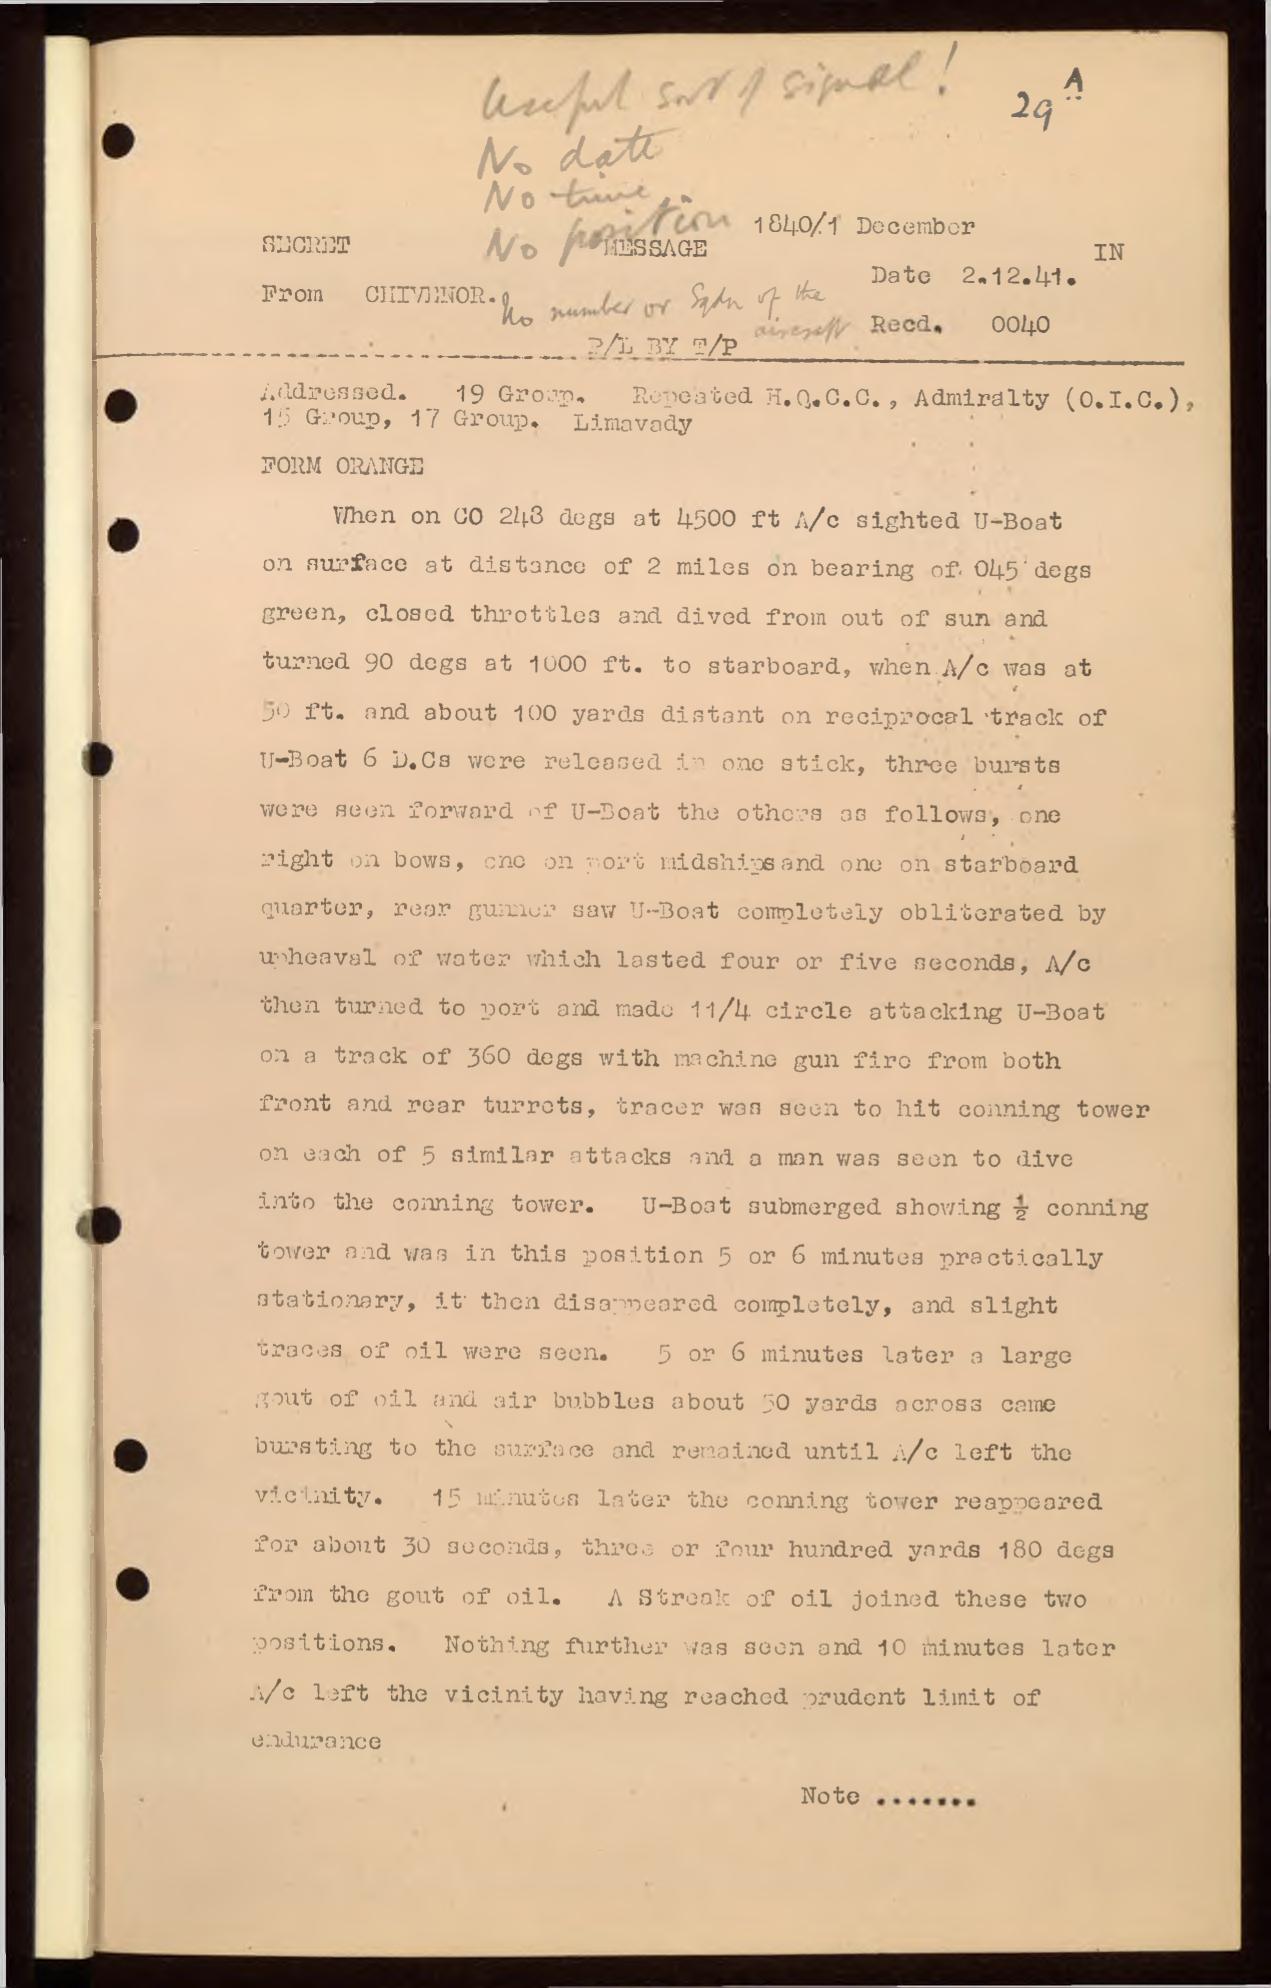 Useful sort of signal!
29 A
No date
No time
No position
1840/1 December
SECRET MESSAGE IN
Date 2.12.41.
From CHIVENOR.
No number or Sqdn of the
aircraft
Recd. 0040
P/L BY T/P
Addressed. 19 Group. Repeated H.Q.C.C., Admiralty (O.I.C.),
15 Group, 17 Group. Limavady
FORM ORANGE
When on CO 248 degs at 4500 ft A/c sighted U-Boat
on surface at distance of 2 miles on bearing of 045 degs
green, closed throttles and dived from out of sun and
turned 90 degs at 1000 ft. to starboard, when A/c was at
50 ft. and about 100 yards distant on reciprocal track of
U-Boat 6 D.Cs were released in one stick, three bursts
were seen forward of U-Boat the others as follows, one
right on bows, one on port midships and one on starboard
quarter, rear gunner saw U-Boat completely obliterated by
upheaval of water which lasted four or five seconds, A/c
then turned to port and made 11/4 circle attacking U-Boat
on a track of 360 degs with machine gun fire from both
front and rear turrets, tracer was seen to hit conning tower
on each of 5 similar attacks and a man was seen to dive
into the conning tower. U-Boat submerged showing ½ conning
tower and was in this position 5 or 6 minutes practically
stationary, it then disappeared completely, and slight
traces of oil were seen. 5 or 6 minutes later a large
gout of oil and air bubbles about 50 yards across came
bursting to the surface and remained until A/c left the
vicinity. 15 minutes later the conning tower reappeared
for about 30 seconds, three or four hundred yards 180 degs
from the gout of oil. A Streak of oil joined these two
positions. Nothing further was seen and 10 minutes later
A/c left the vicinity having reached prudent limit of
endurance
Note .......